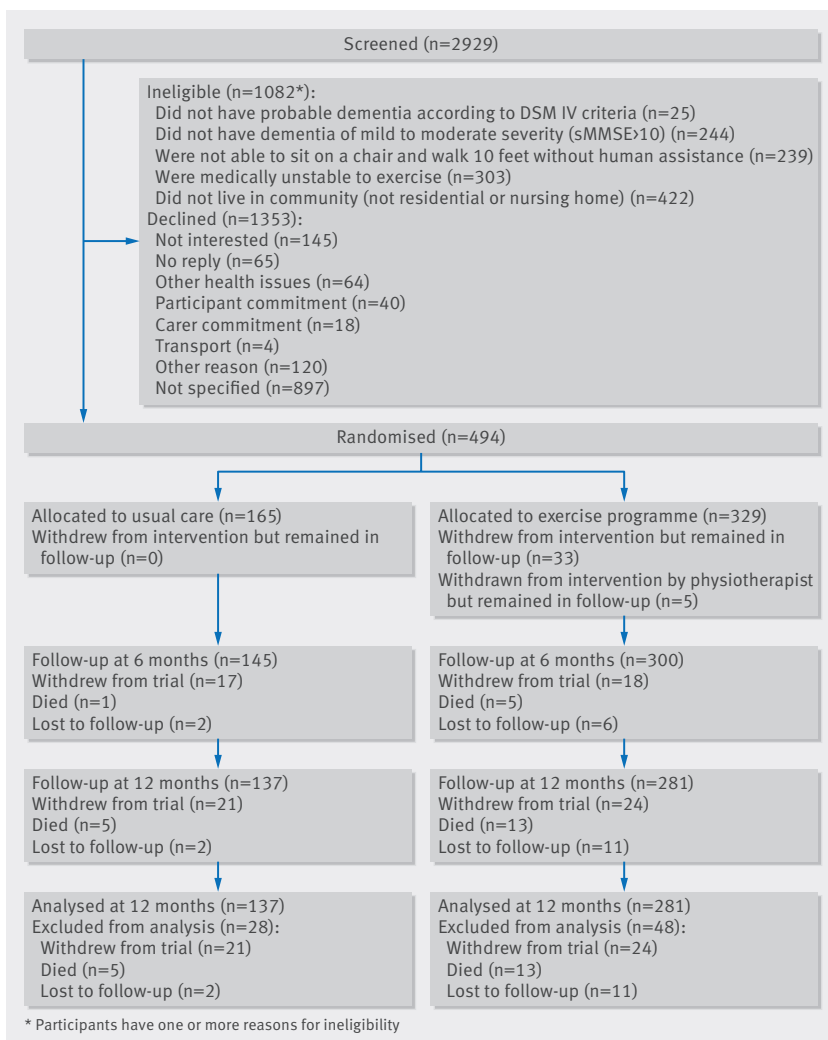 Screened (n=2929)
Ineligible (n=1082*):
Did not have probable dementia according to DSM IV criteria (n=25)
Did not have dementia of mild to moderate severity (sMMSE>10) (n=244)
Were not able to sit on a chair and walk 10 feet without human assistance (n=239)
Were medically unstable to exercise (n=303)
Did not live in community (not residential or nursing home) (n=422)
Declined (n=1353):
Not interested (n=145)
No reply (n=65)
Other health issues (n=64)
Participant commitment (n=40)
Carer commitment (n=18)
Transport (n=4)
Other reason (n=120)
Not specified (n=897)
Randomised (n=494)
Allocated to usual care (n=165)
Withdrew from intervention but remained in
follow-up (n=0)
Allocated to exercise programme (n=329)
Withdrew from intervention but remained in
follow-up (n=33)
Withdrawn from intervention by physiotherapist
but remained in follow-up (n=5)
Follow-up at 6 months (n=145)
Withdrew from trial (n=17)
Died (n=1)
Lost to follow-up (n=2)
Follow-up at 6 months (n=300)
Withdrew from trial (n=18)
Died (n=5)
Lost to follow-up (n=6)
Follow-up at 12 months (n=137)
Withdrew from trial (n=21)
Died (n=5)
Lost to follow-up (n=2)
Follow-up at 12 months (n=281)
Withdrew from trial (n=24)
Died (n=13)
Lost to follow-up (n=11)
Analysed at 12 months (n=137)
Excluded from analysis (n=28):
Withdrew from trial (n=21)
Died (n=5)
Lost to follow-up (n=2)
Analysed at 12 months (n=281)
Excluded from analysis (n=48):
Withdrew from trial (n=24)
Died (n=13)
Lost to follow-up (n=11)
* Participants have one or more reasons for ineligibility